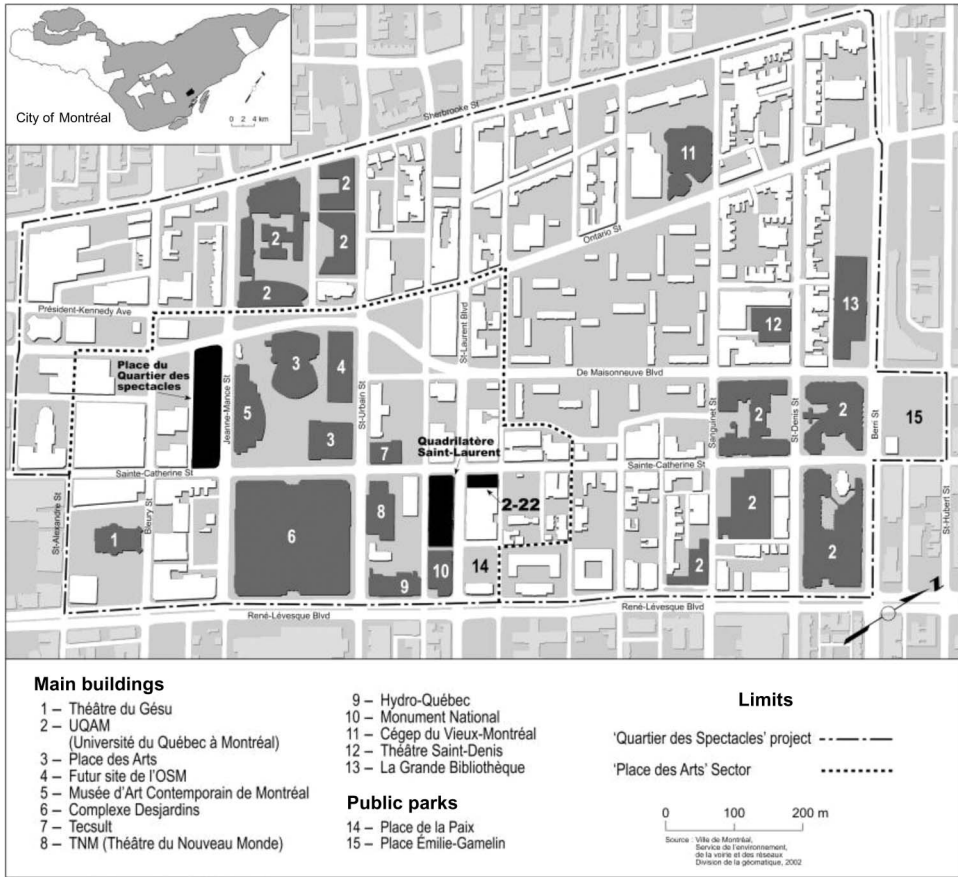 City of Montréal
0 2 4 km
Sherbrooke St
11
2
2
2
Ontario St
2
13
Président-Kennedy Ave
12
St-Laurent Blvd
Place du
Quartier des
spectacles
3
4
De Maisonneuve Blvd
Jeanne-Mance St
St-Urbain St
5
Sanguinet St
St-Denis St
Berri St
2
2
15
3
7
Quadrilatère
Saint-Laurent
Sainte-Catherine St
Sainte-Catherine St
St-Alexandre St
Bleury St
2-22
St-Hubert St
1
6
8
2
14
2
2
9
10
René-Lévesque Blvd
René-Lévesque Blvd
Z
Main buildings
1 – Théâtre du Gésu
2 – UQAM
(Université du Québec à Montréal)
3 – Place des Arts
4 – Futur site de l'OSM
5 – Musée d'Art Contemporain de Montréal
6 – Complexe Desjardins
7 – Tecsult
8 – TNM (Théâtre du Nouveau Monde)
9 – Hydro-Québec
10 – Monument National
11 – Cégep du Vieux-Montréal
12 – Théâtre Saint-Denis
13 – La Grande Bibliothèque
Public parks
14 – Place de la Paix
15 – Place Émilie-Gamelin
Limits
'Quartier des Spectacles' project
'Place des Arts' Sector
0 100 200 m
Source : Ville de Montréal,
Service de l'environnement,
de la voirie et des réseaux
Division de la géomatique, 2002